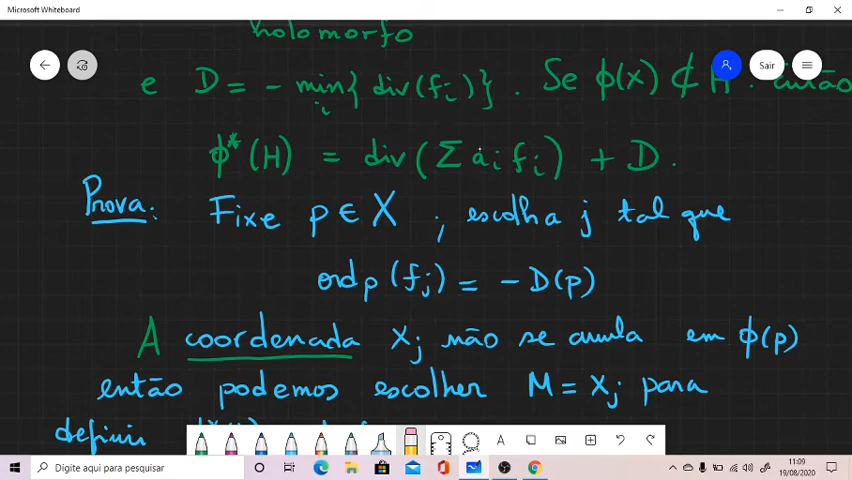 Microsoft Whiteboard
holomorfo
e D = - min{ div(fi)} . Se φ(X) ⊄ H. então
i
Sair
φ*(H) = div(Σ ai fi) + D.
Prova: Fixe p ∈ X ; escolha j tal que
ordp(fj) = - D(p)
A coordenada xj não se anula em φ(p)
então podemos escolher M = xj para
definir
Digite aqui para pesquisar
11:09
19/08/2020